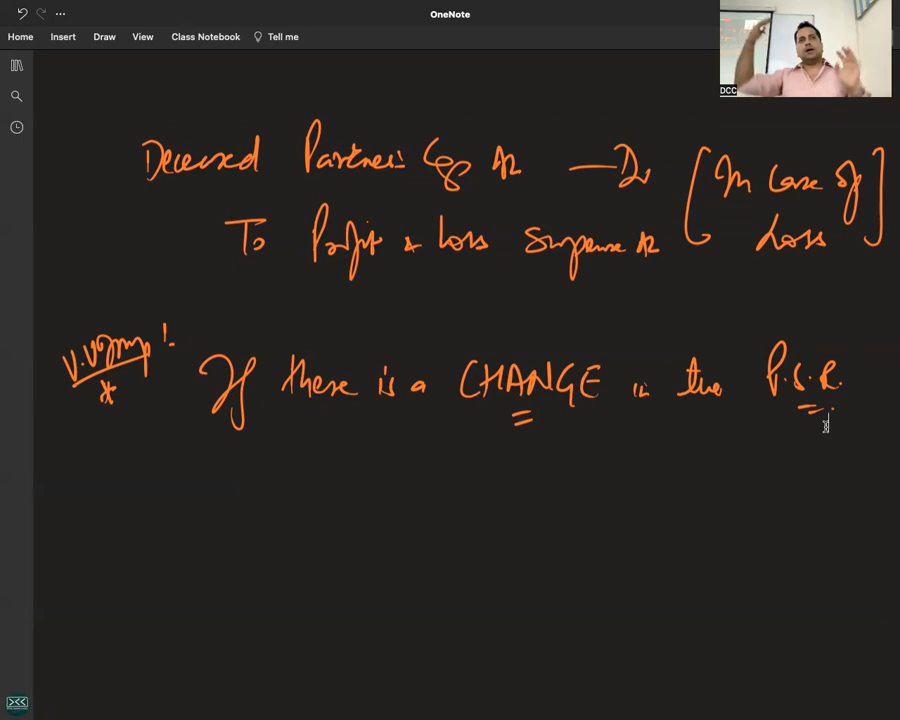 OneNote
Home Insert Draw View Class Notebook Tell me
DCC
Deceased Partner's Cap A/c — Dr [In case of
To Profit & Loss Suspense A/c Loss]
V.V.Imp!
If there is a CHANGE in the P.S.R.